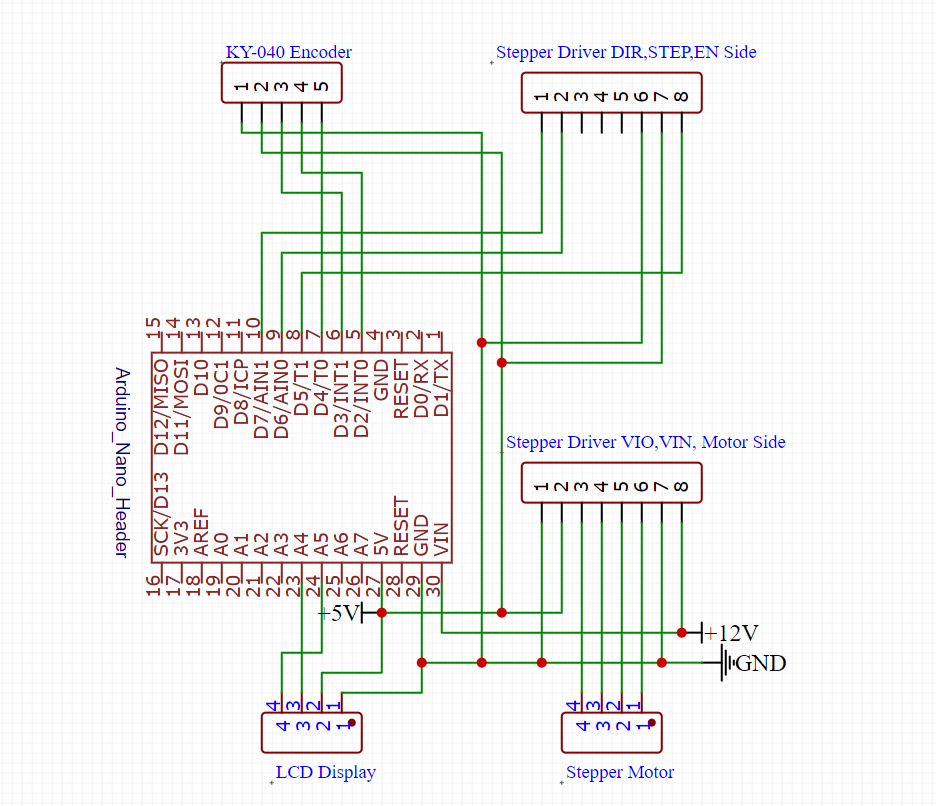 KY-040 Encoder
Stepper Driver DIR,STEP,EN Side
1 2 3 4 5
1 2 3 4 5 6 7 8
15 14 13 12 11 10 9 8 7 6 5 4 3 2 1
D12/MISO
D11/MOSI
D10
D9/0C1
D8/ICP
D7/AIN1
D6/AIN0
D5/T1
D4/T0
D3/INT1
D2/INT0
GND
RESET
D0/RX
D1/TX
Arduino_Nano_Header
Stepper Driver VIO,VIN, Motor Side
1 2 3 4 5 6 7 8
SCK/D13
3V3
AREF
A0
A1
A2
A3
A4
A5
A6
A7
5V
RESET
GND
VIN
16 17 18 19 20 21 22 23 24 25 26 27 28 29 30
+5V
+12V
GND
4 3 2 1
4 3 2 1
4 3 2 1
4 3 2 1
LCD Display
Stepper Motor